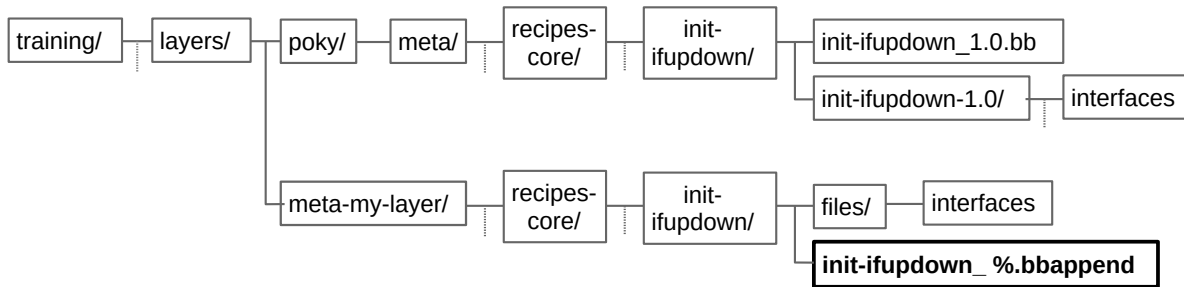 training/
layers/
poky/
meta/
recipes-
core/
init-
ifupdown/
init-ifupdown_1.0.bb
init-ifupdown-1.0/
interfaces
meta-my-layer/
recipes-
core/
init-
ifupdown/
files/
interfaces
init-ifupdown_ %.bbappend